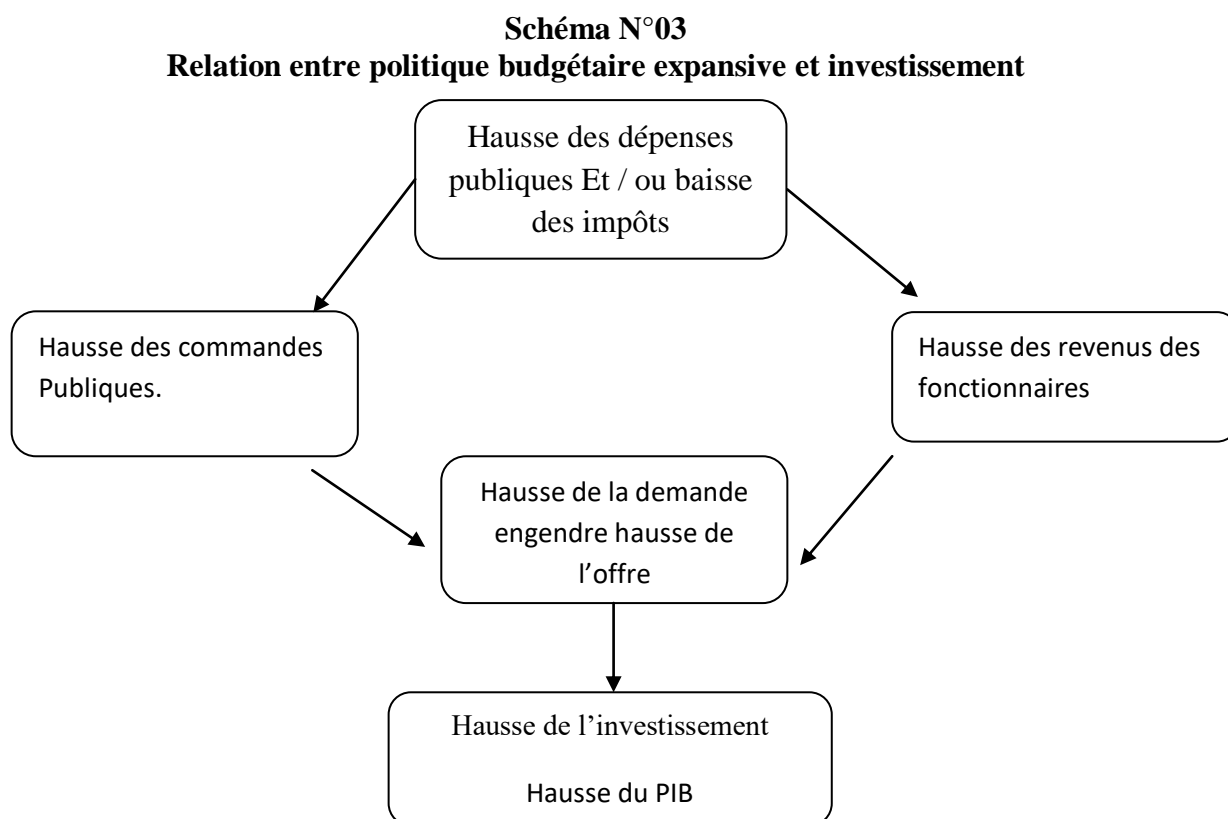 Schéma N°03
Relation entre politique budgétaire expansive et investissement
Hausse des dépenses
publiques Et / ou baisse
des impôts
Hausse des commandes
Publiques.
Hausse des revenus des
fonctionnaires
Hausse de la demande
engendre hausse de
l’offre
Hausse de l’investissement
Hausse du PIB